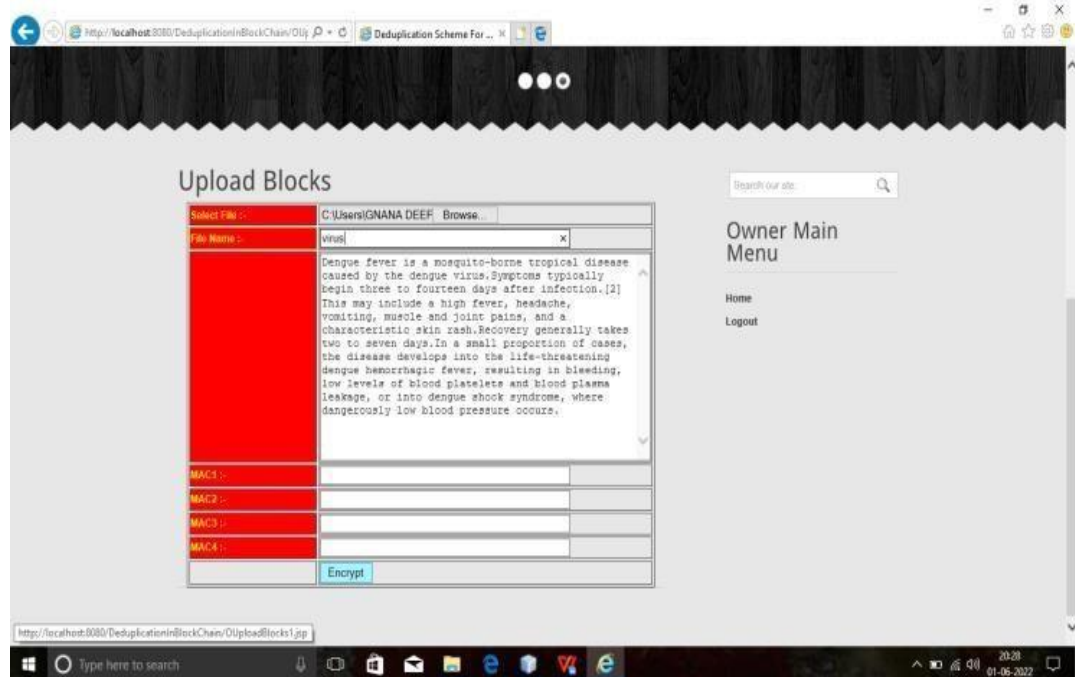 http://localhost:8080/DeduplicationInBlockChain/OUp
Deduplication Scheme For ...
Upload Blocks
Search our site:
Select File :-
C:\Users\GNANA DEEF Browse...
File Name :-
virus
x
Owner Main
Menu
Home
Logout
Dengue fever is a mosquito-borne tropical disease
caused by the dengue virus.Symptoms typically
begin three to fourteen days after infection.[2]
This may include a high fever, headache,
vomiting, muscle and joint pains, and a
characteristic skin rash.Recovery generally takes
two to seven days.In a small proportion of cases,
the disease develops into the life-threatening
dengue hemorrhagic fever, resulting in bleeding,
low levels of blood platelets and blood plasma
leakage, or into dengue shock syndrome, where
dangerously low blood pressure occurs.
MAC1 :-
MAC2 :-
MAC3 :-
MAC4 :-
Encrypt
http://localhost:8080/DeduplicationInBlockChain/OUploadBlocks1.jsp
Type here to search
20:28
01-06-2022